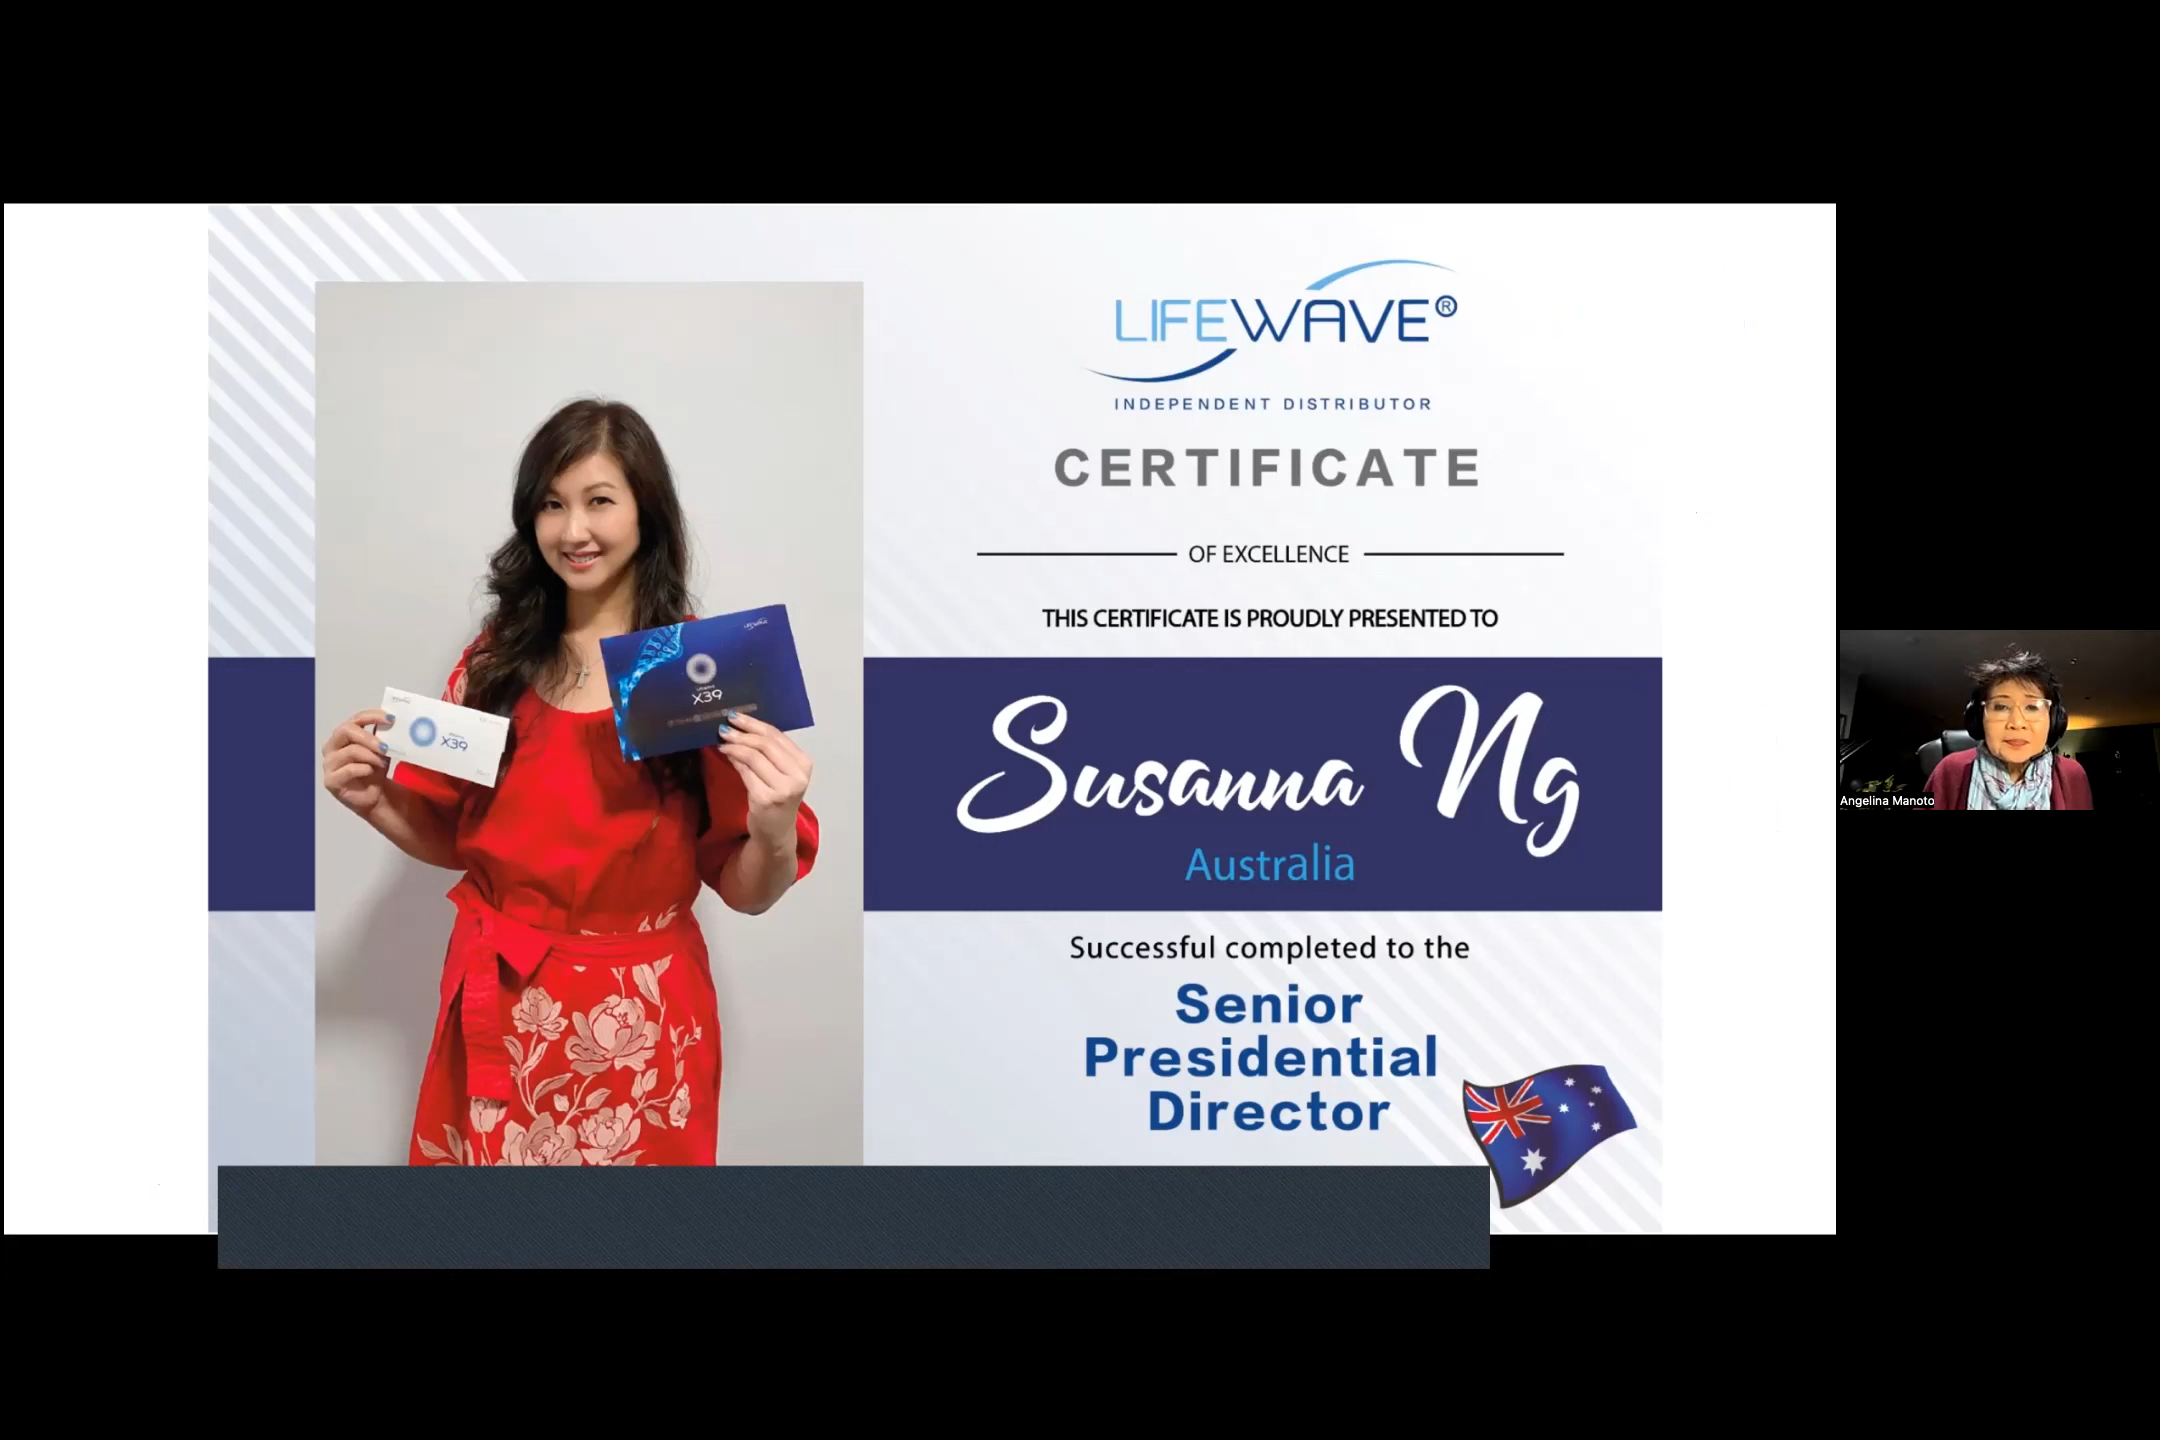 LIFEWAVE®
INDEPENDENT DISTRIBUTOR
CERTIFICATE
OF EXCELLENCE
THIS CERTIFICATE IS PROUDLY PRESENTED TO
Susanna Ng
Australia
Successful completed to the
Senior
Presidential
Director
X39
X39
Angelina Manoto